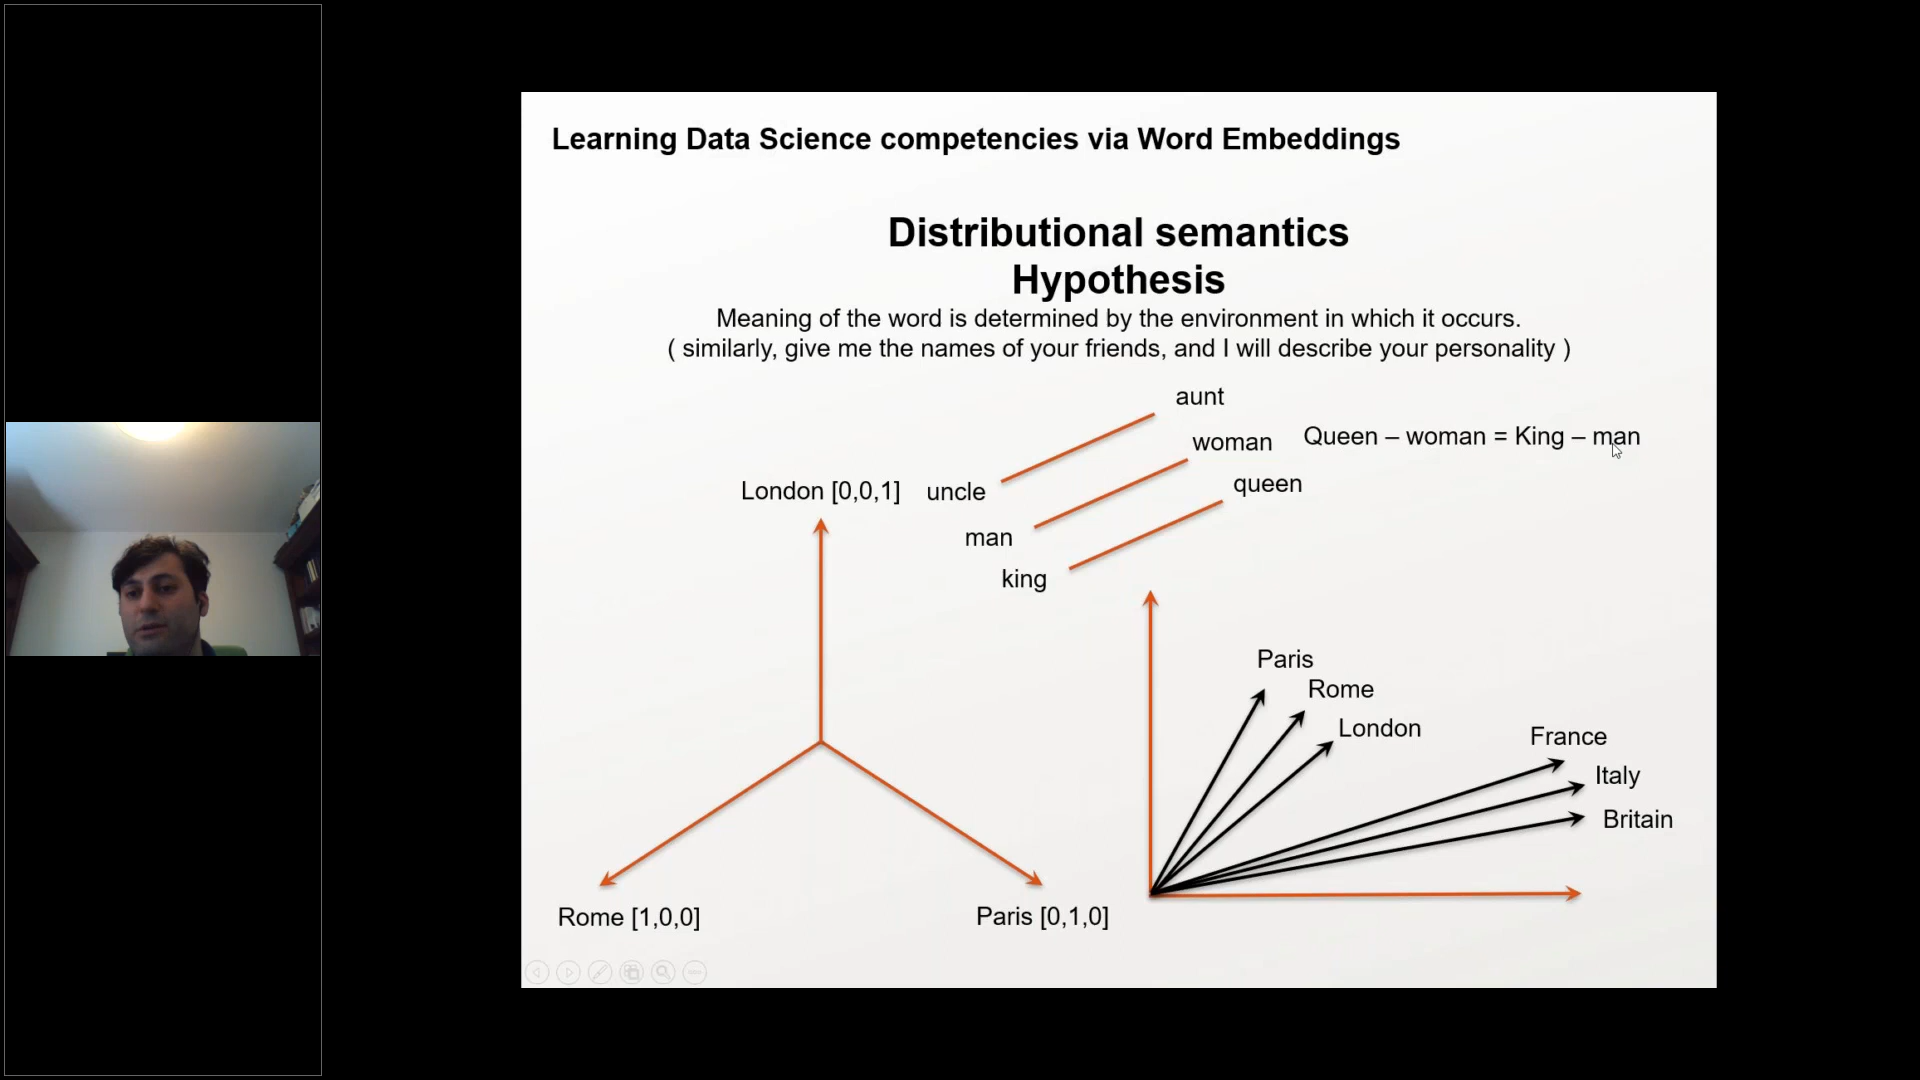 Learning Data Science competencies via Word Embeddings
Distributional semantics
Hypothesis
Meaning of the word is determined by the environment in which it occurs.
( similarly, give me the names of your friends, and I will describe your personality )
aunt
woman
Queen – woman = King – man
queen
London [0,0,1]
uncle
man
king
Paris
Rome
London
France
Italy
Britain
Rome [1,0,0]
Paris [0,1,0]